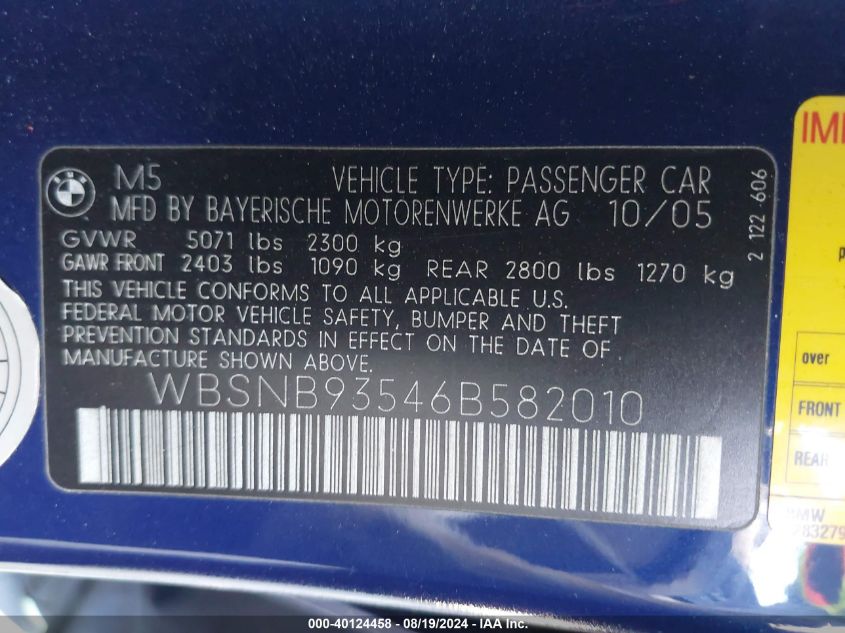 M5 VEHICLE TYPE: PASSENGER CAR
MFD BY BAYERISCHE MOTORENWERKE AG 10/05
GVWR 5071 lbs 2300 kg
GAWR FRONT 2403 lbs 1090 kg REAR 2800 lbs 1270 kg
THIS VEHICLE CONFORMS TO ALL APPLICABLE U.S.
FEDERAL MOTOR VEHICLE SAFETY, BUMPER AND THEFT
PREVENTION STANDARDS IN EFFECT ON THE DATE OF
MANUFACTURE SHOWN ABOVE.
WBSNB93546B582010
2 122 606
over
FRONT
REAR
BMW
000-40124458 - 08/19/2024 - IAA Inc.